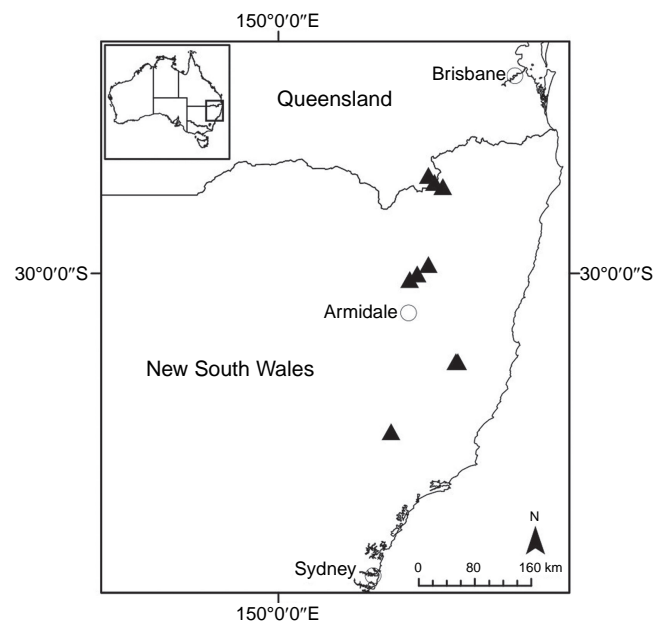 150°0′0″E
Brisbane
Queensland
30°0′0″S
30°0′0″S
Armidale
New South Wales
N
Sydney
0 80 160 km
150°0′0″E